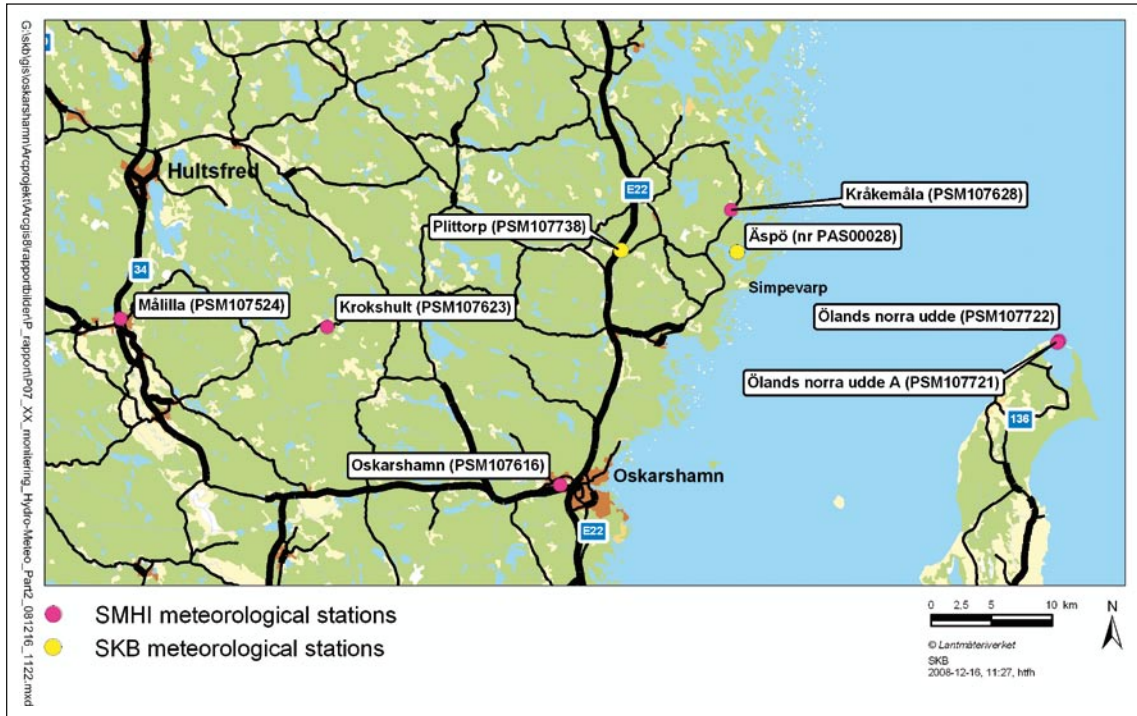 G:\skb\gis\oskarshamn\Arcprojekt\Arcgis8\rapportbilder\P_rapport\P07_XX_monitering_Hydro-Meteo_Part2_081216_1122.mxd
Hultsfred
E22
Kråkemåla (PSM107628)
Plittorp (PSM107738)
Äspö (nr PAS00028)
34
Simpevarp
Målilla (PSM107524)
Krokshult (PSM107623)
Ölands norra udde (PSM107722)
Ölands norra udde A (PSM107721)
136
Oskarshamn (PSM107616)
Oskarshamn
E22
SMHI meteorological stations
SKB meteorological stations
0 2,5 5 10 km
N
© Lantmäteriverket
SKB
2008-12-16, 11:27, htfh